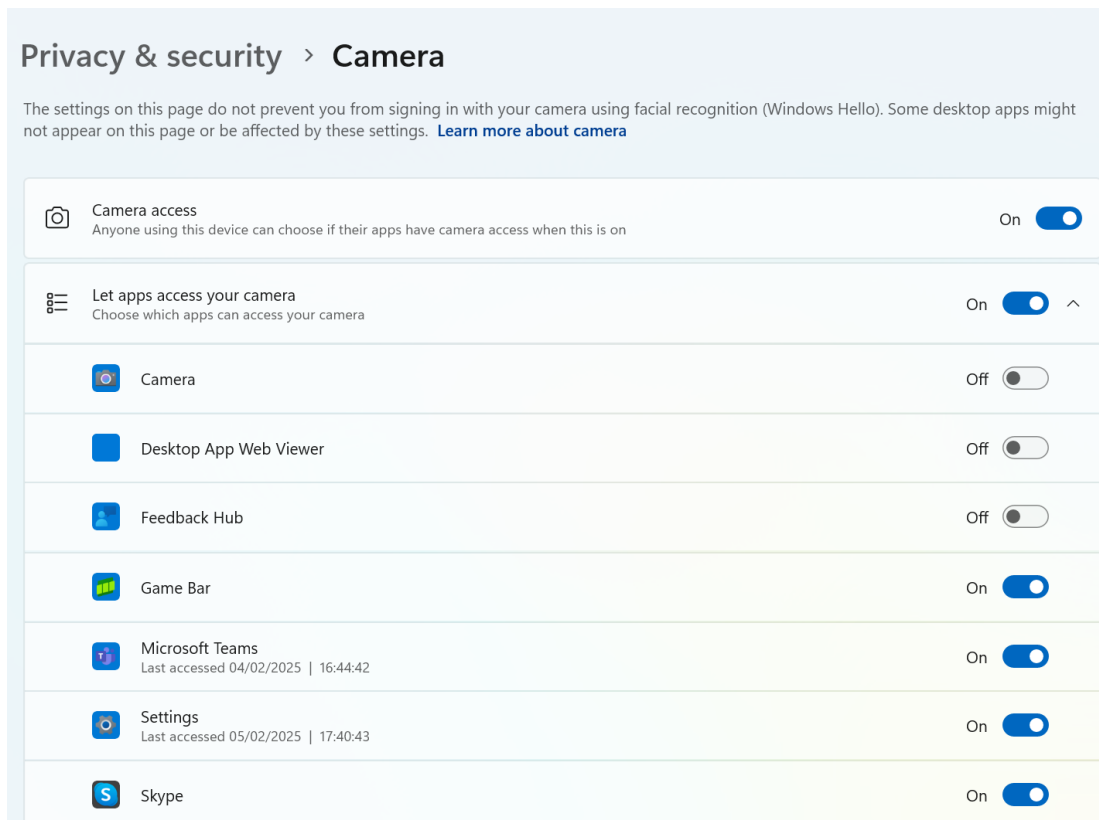 Privacy & security > Camera
The settings on this page do not prevent you from signing in with your camera using facial recognition (Windows Hello). Some desktop apps might
not appear on this page or be affected by these settings. Learn more about camera
Camera access
Anyone using this device can choose if their apps have camera access when this is on
On
Let apps access your camera
Choose which apps can access your camera
On
Camera
Off
Desktop App Web Viewer
Off
Feedback Hub
Off
Game Bar
On
Microsoft Teams
Last accessed 04/02/2025 | 16:44:42
On
Settings
Last accessed 05/02/2025 | 17:40:43
On
Skype
On